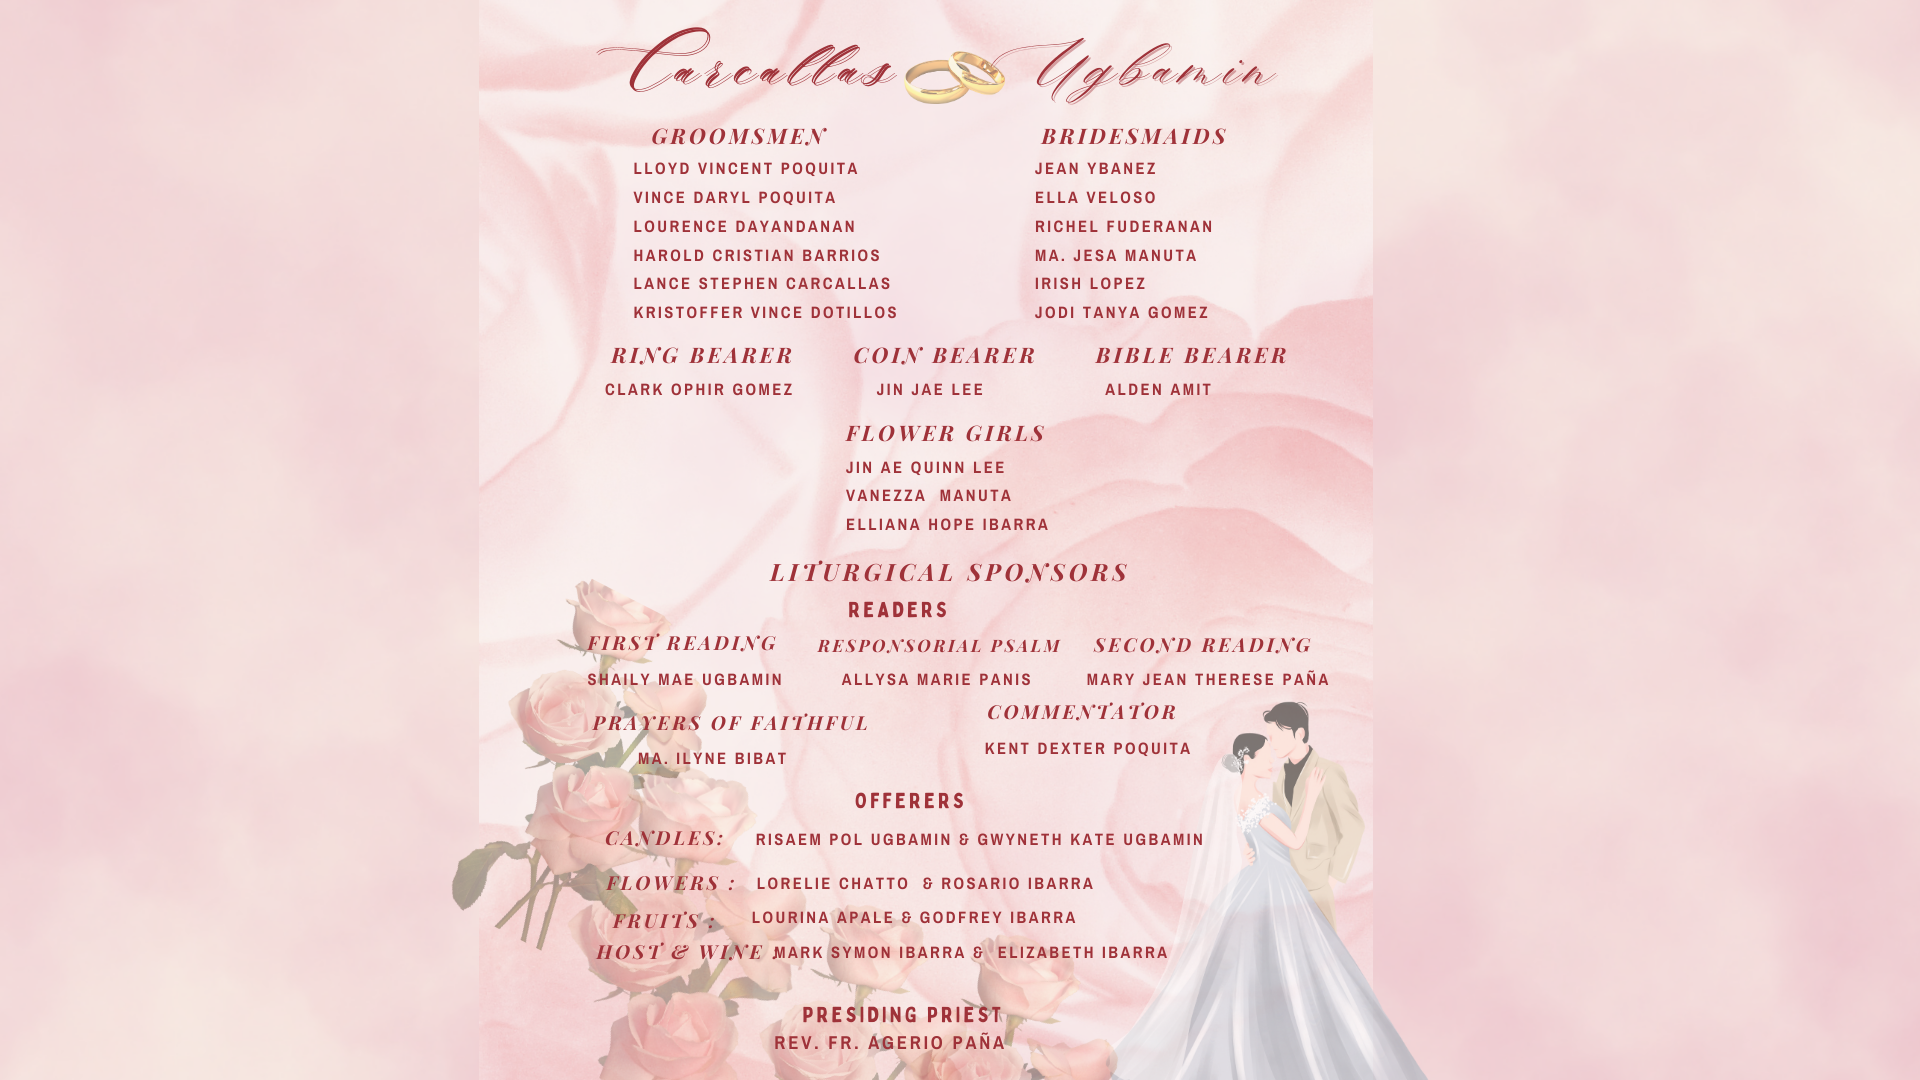 Carcallas Ugbamin
GROOMSMEN
LLOYD VINCENT POQUITA
VINCE DARYL POQUITA
LOURENCE DAYANDANAN
HAROLD CRISTIAN BARRIOS
LANCE STEPHEN CARCALLAS
KRISTOFFER VINCE DOTILLOS
BRIDESMAIDS
JEAN YBANEZ
ELLA VELOSO
RICHEL FUDERANAN
MA. JESA MANUTA
IRISH LOPEZ
JODI TANYA GOMEZ
RING BEARER
CLARK OPHIR GOMEZ
COIN BEARER
JIN JAE LEE
BIBLE BEARER
ALDEN AMIT
FLOWER GIRLS
JIN AE QUINN LEE
VANEZZA MANUTA
ELLIANA HOPE IBARRA
LITURGICAL SPONSORS
READERS
FIRST READING
SHAILY MAE UGBAMIN
RESPONSORIAL PSALM
ALLYSA MARIE PANIS
SECOND READING
MARY JEAN THERESE PAÑA
PRAYERS OF FAITHFUL
MA. ILYNE BIBAT
COMMENTATOR
KENT DEXTER POQUITA
OFFERERS
CANDLES: RISAEM POL UGBAMIN & GWYNETH KATE UGBAMIN
FLOWERS : LORELIE CHATTO & ROSARIO IBARRA
FRUITS : LOURINA APALE & GODFREY IBARRA
HOST & WINE : MARK SYMON IBARRA & ELIZABETH IBARRA
PRESIDING PRIEST
REV. FR. AGERIO PAÑA